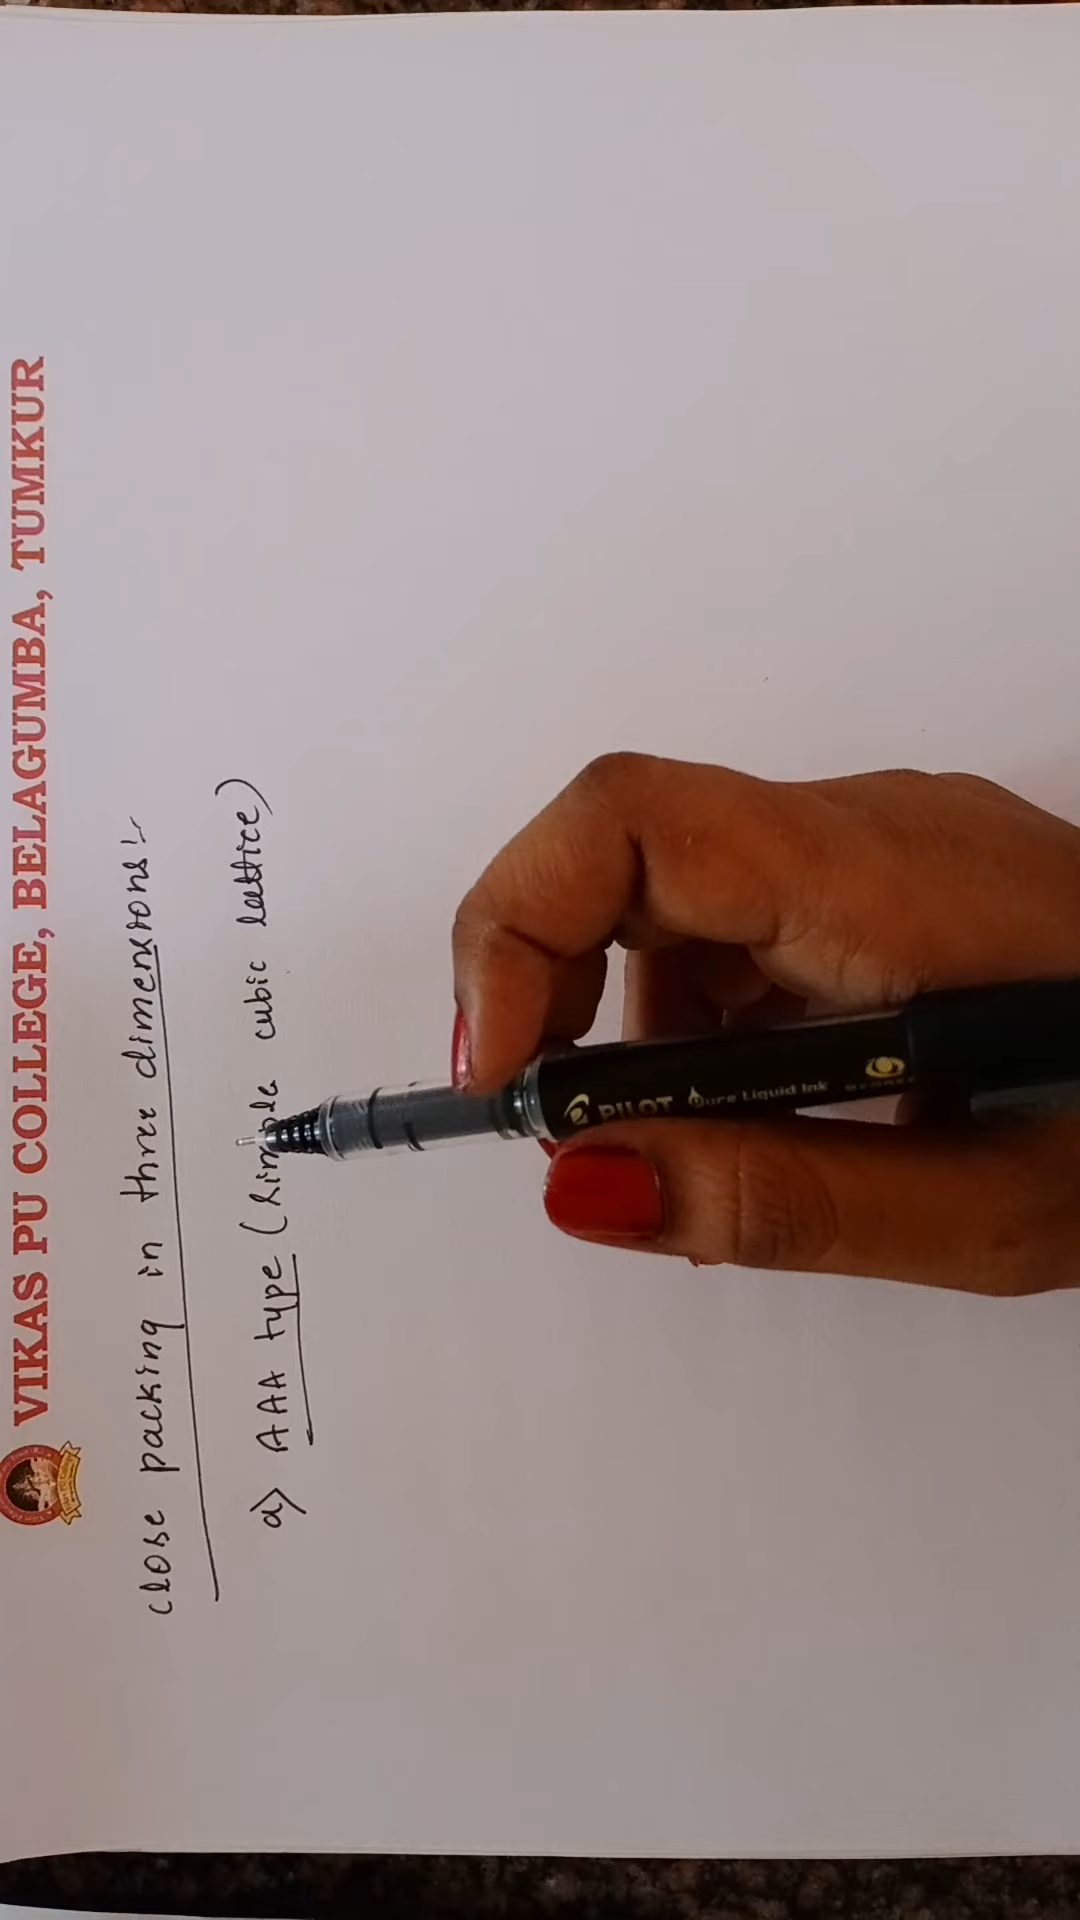 VIKAS PU COLLEGE, BELAGUMBA, TUMKUR
close packing in three dimensions:-
a) AAA type (simple cubic lattice)
PILOT Pure Liquid Ink